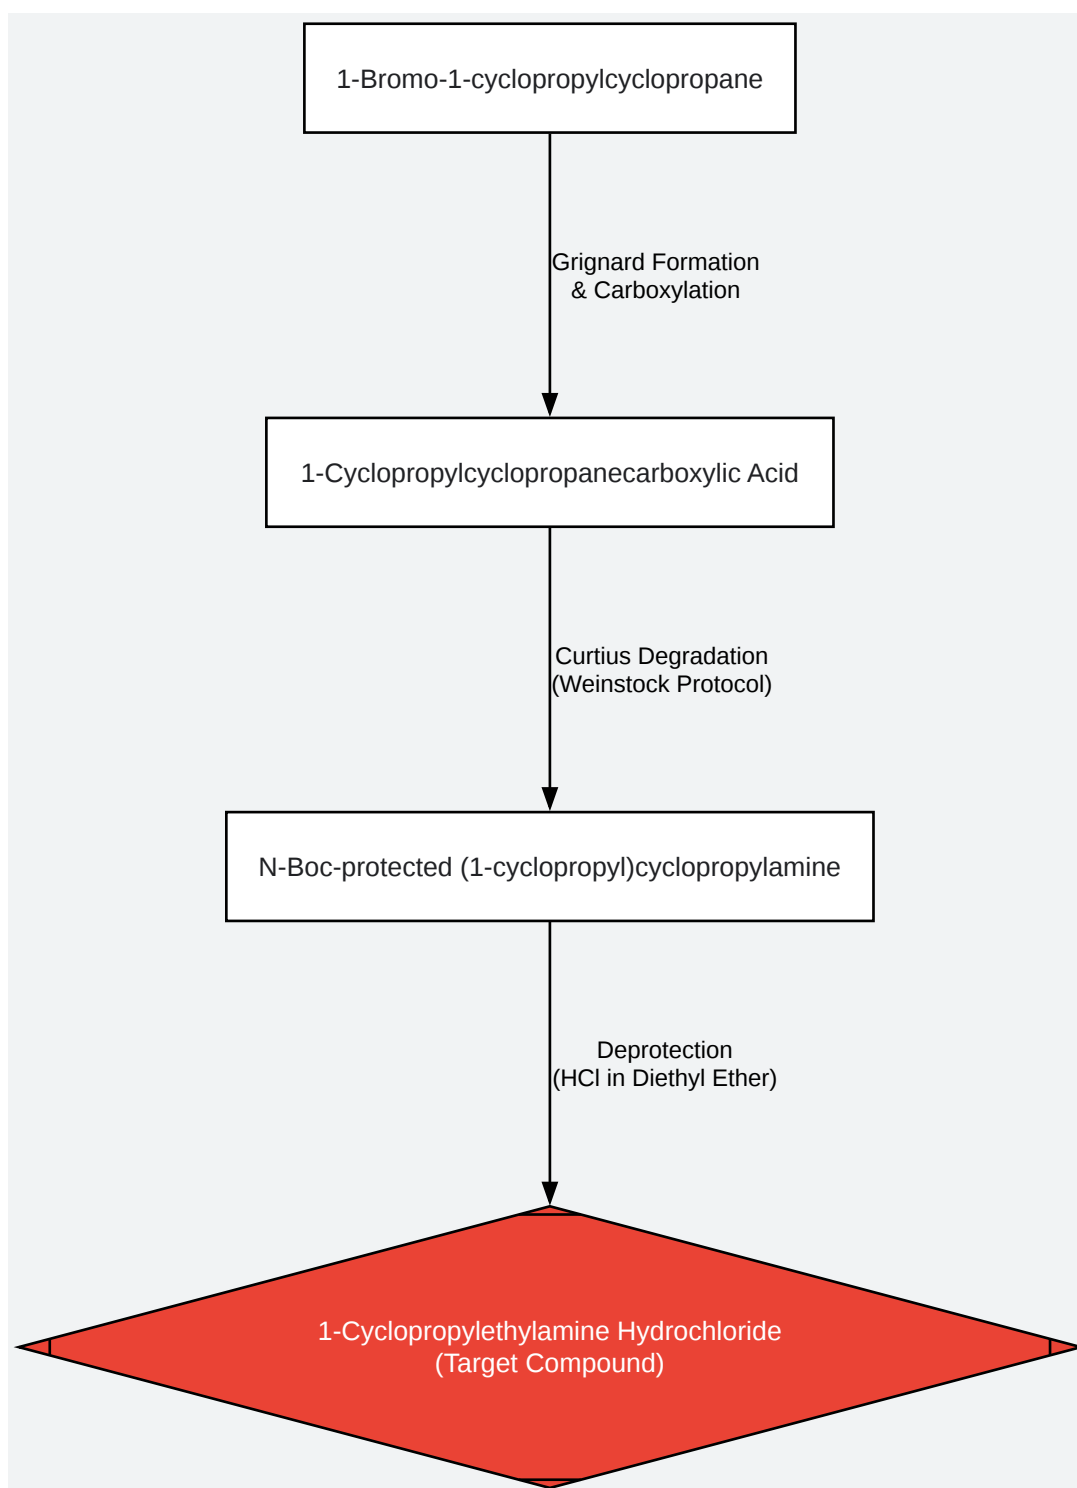 1-Bromo-1-cyclopropylcyclopropane
Grignard Formation
& Carboxylation
1-Cyclopropylcyclopropanecarboxylic Acid
Curtius Degradation
(Weinstock Protocol)
N-Boc-protected (1-cyclopropyl)cyclopropylamine
Deprotection
(HCl in Diethyl Ether)
1-Cyclopropylethylamine Hydrochloride
(Target Compound)